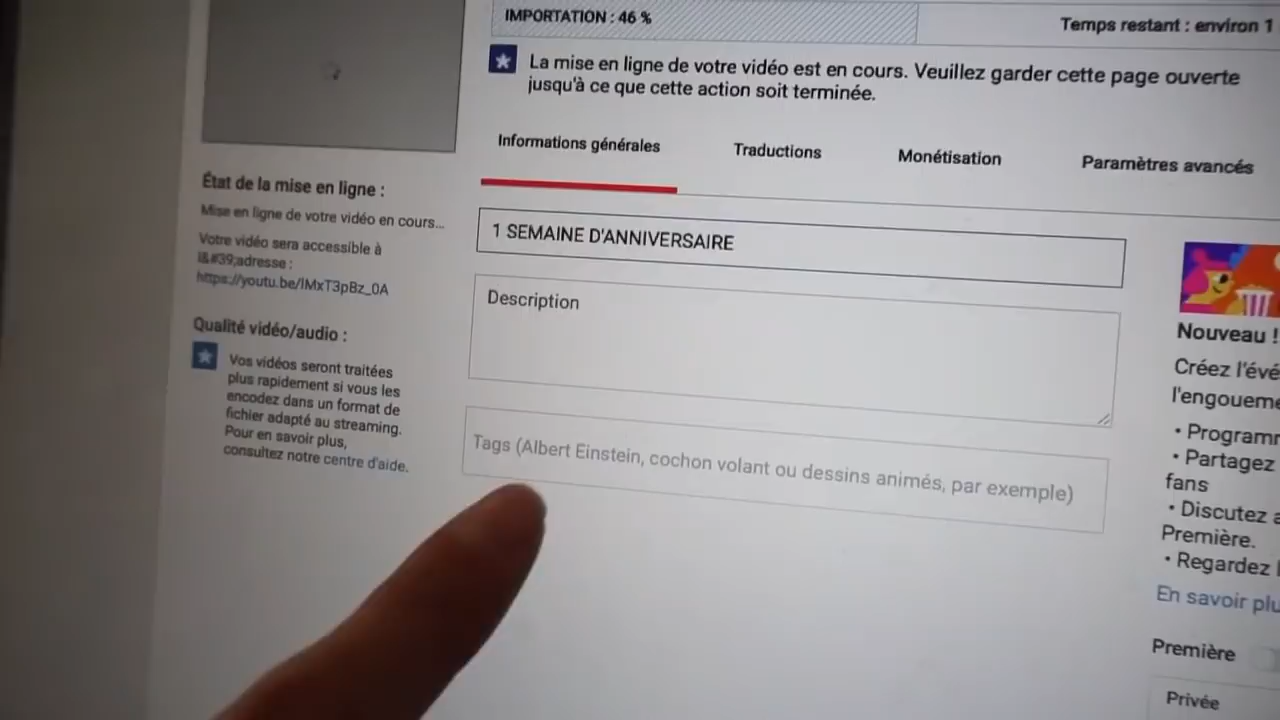 IMPORTATION : 46 %
Temps restant : environ 1
La mise en ligne de votre vidéo est en cours. Veuillez garder cette page ouverte
jusqu'à ce que cette action soit terminée.
Informations générales
Traductions
Monétisation
Paramètres avancés
État de la mise en ligne :
Mise en ligne de votre vidéo en cours...
Votre vidéo sera accessible à
l&#39;adresse :
https://youtu.be/lMxT3pBz_0A
Qualité vidéo/audio :
Vos vidéos seront traitées
plus rapidement si vous les
encodez dans un format de
fichier adapté au streaming.
Pour en savoir plus,
consultez notre centre d'aide.
1 SEMAINE D'ANNIVERSAIRE
Description
Tags (Albert Einstein, cochon volant ou dessins animés, par exemple)
Nouveau !
Créez l'évé
l'engoueme
• Programm
• Partagez
fans
• Discutez a
Première.
• Regardez l
En savoir plu
Première
Privée